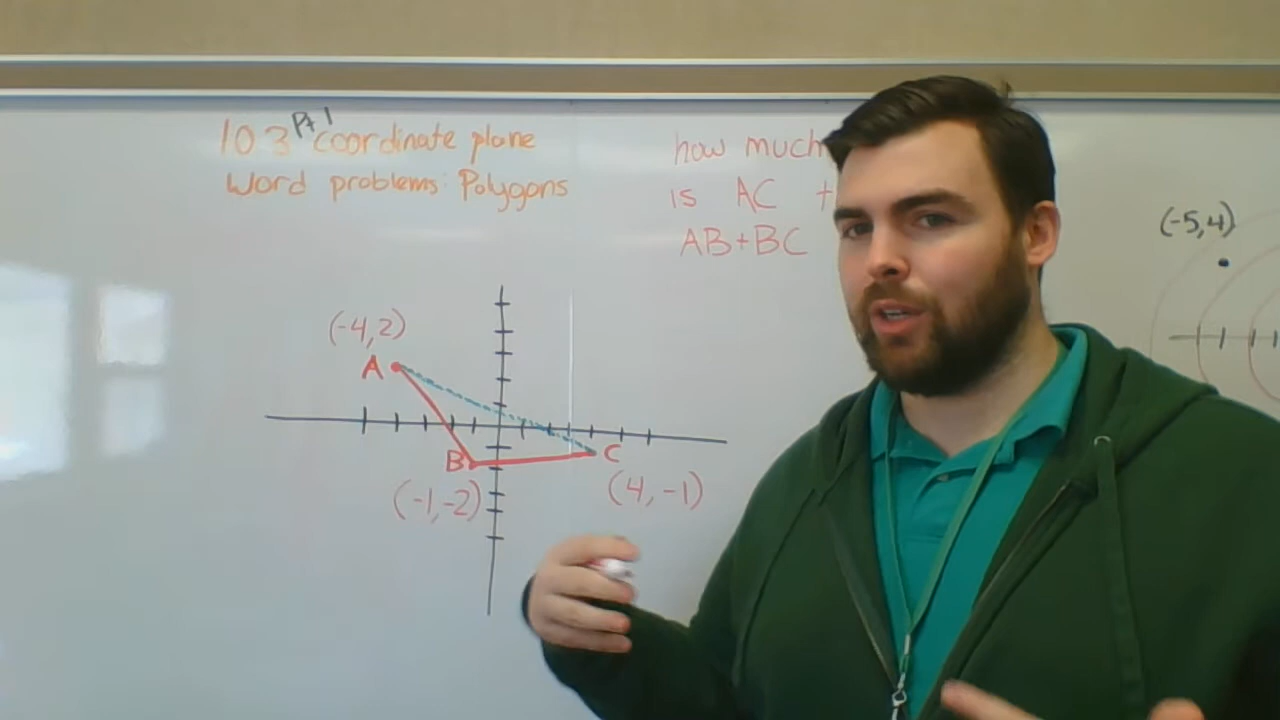 10 3 Pt 1 coordinate plane
Word problems: Polygons
how much
is AC
AB+BC
(-5,4)
(-4,2)
A
B
C
(-1,-2)
(4,-1)